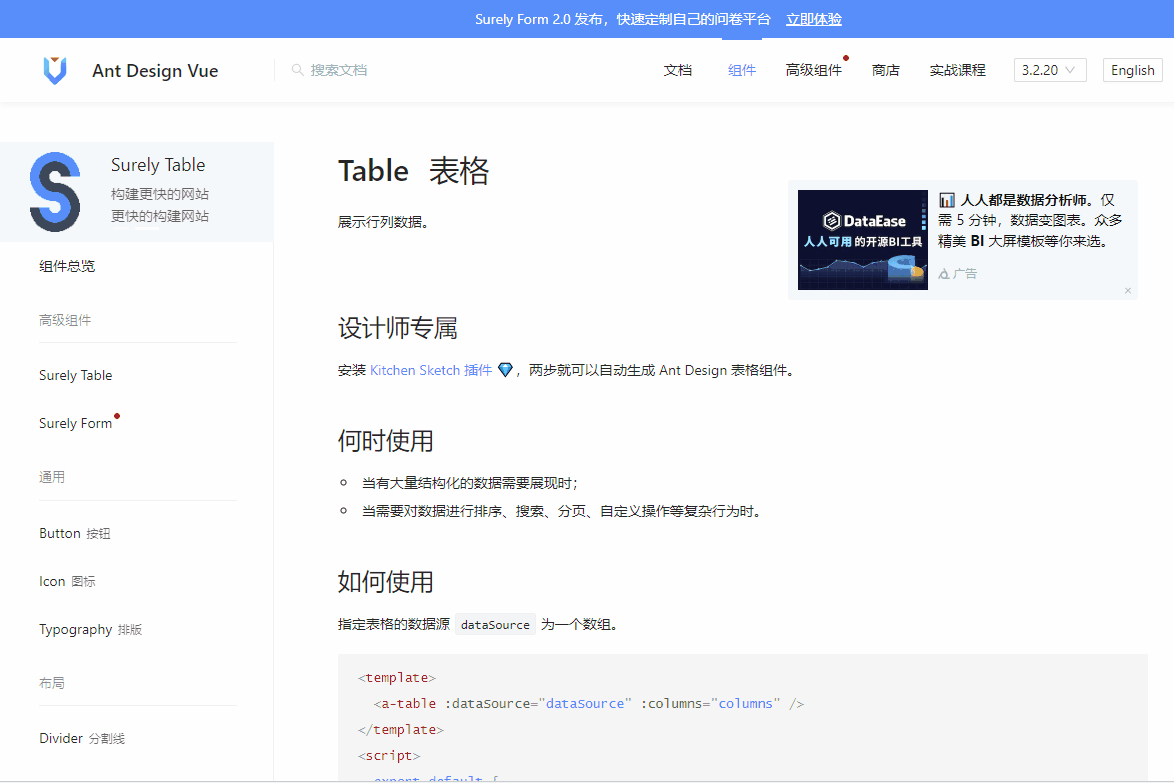 Surely Form 2.0 发布，快速定制自己的问卷平台 立即体验
Ant Design Vue 搜索文档 文档 组件 高级组件 商店 实战课程 3.2.20 English
Surely Table
构建更快的网站
更快的构建网站
组件总览
高级组件
Surely Table
Surely Form
通用
Button 按钮
Icon 图标
Typography 排版
布局
Divider 分割线
Table 表格
展示行列数据。
DataEase
人人可用的开源BI工具
📊 人人都是数据分析师。仅
需 5 分钟，数据变图表。众多
精美 BI 大屏模板等你来选。
广告
×
设计师专属
安装 Kitchen Sketch 插件 💎，两步就可以自动生成 Ant Design 表格组件。
何时使用
当有大量结构化的数据需要展现时；
当需要对数据进行排序、搜索、分页、自定义操作等复杂行为时。
如何使用
指定表格的数据源 dataSource 为一个数组。
<template>
<a-table :dataSource="dataSource" :columns="columns" />
</template>
<script>
export default {